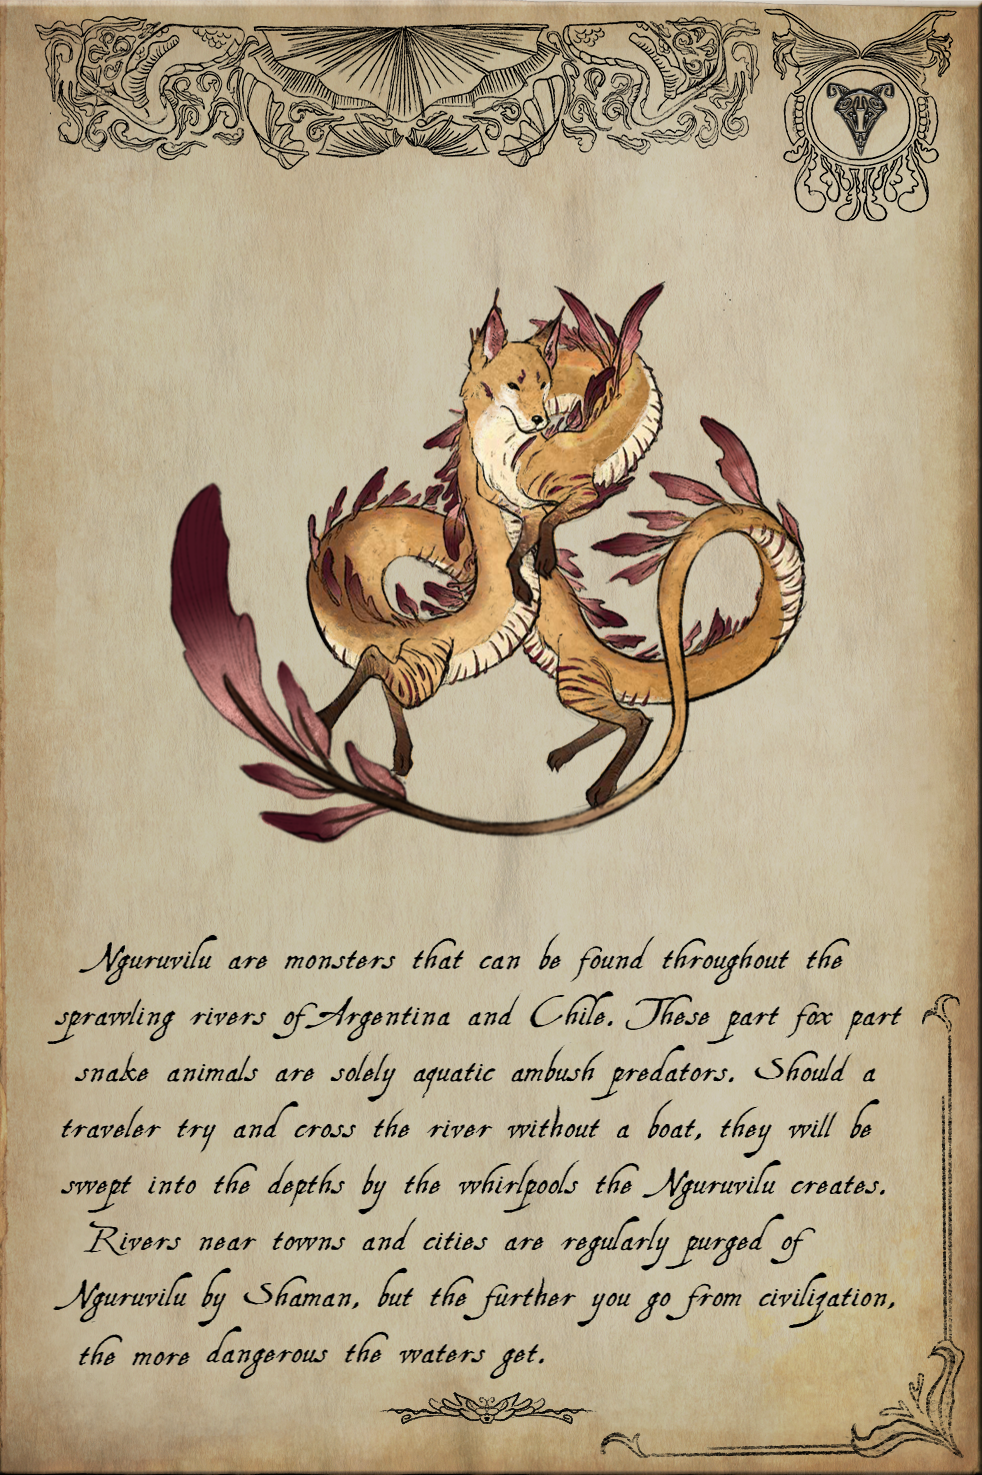 Nguruvilu are monsters that can be found throughout the
sprawling rivers of Argentina and Chile. These part fox part
snake animals are solely aquatic ambush predators. Should a
traveler try and cross the river without a boat, they will be
swept into the depths by the whirlpools the Nguruvilu creates.
Rivers near towns and cities are regularly purged of
Nguruvilu by Shaman, but the further you go from civilization,
the more dangerous the waters get.